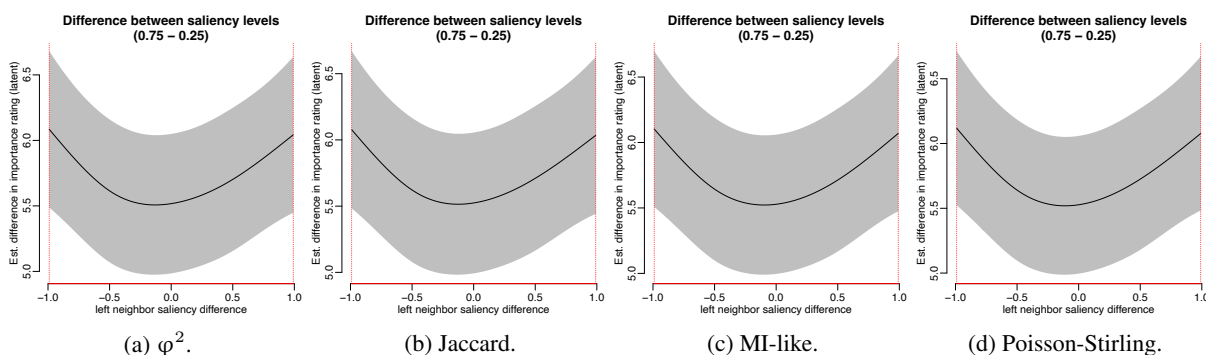 Difference between saliency levels
(0.75 − 0.25)
Est. difference in importance rating (latent)
5.0 5.5 6.0 6.5
−1.0 −0.5 0.0 0.5 1.0
left neighbor saliency difference
(a) φ².
Difference between saliency levels
(0.75 − 0.25)
Est. difference in importance rating (latent)
5.0 5.5 6.0 6.5
−1.0 −0.5 0.0 0.5 1.0
left neighbor saliency difference
(b) Jaccard.
Difference between saliency levels
(0.75 − 0.25)
Est. difference in importance rating (latent)
5.0 5.5 6.0 6.5
−1.0 −0.5 0.0 0.5 1.0
left neighbor saliency difference
(c) MI-like.
Difference between saliency levels
(0.75 − 0.25)
Est. difference in importance rating (latent)
5.0 5.5 6.0 6.5
−1.0 −0.5 0.0 0.5 1.0
left neighbor saliency difference
(d) Poisson-Stirling.